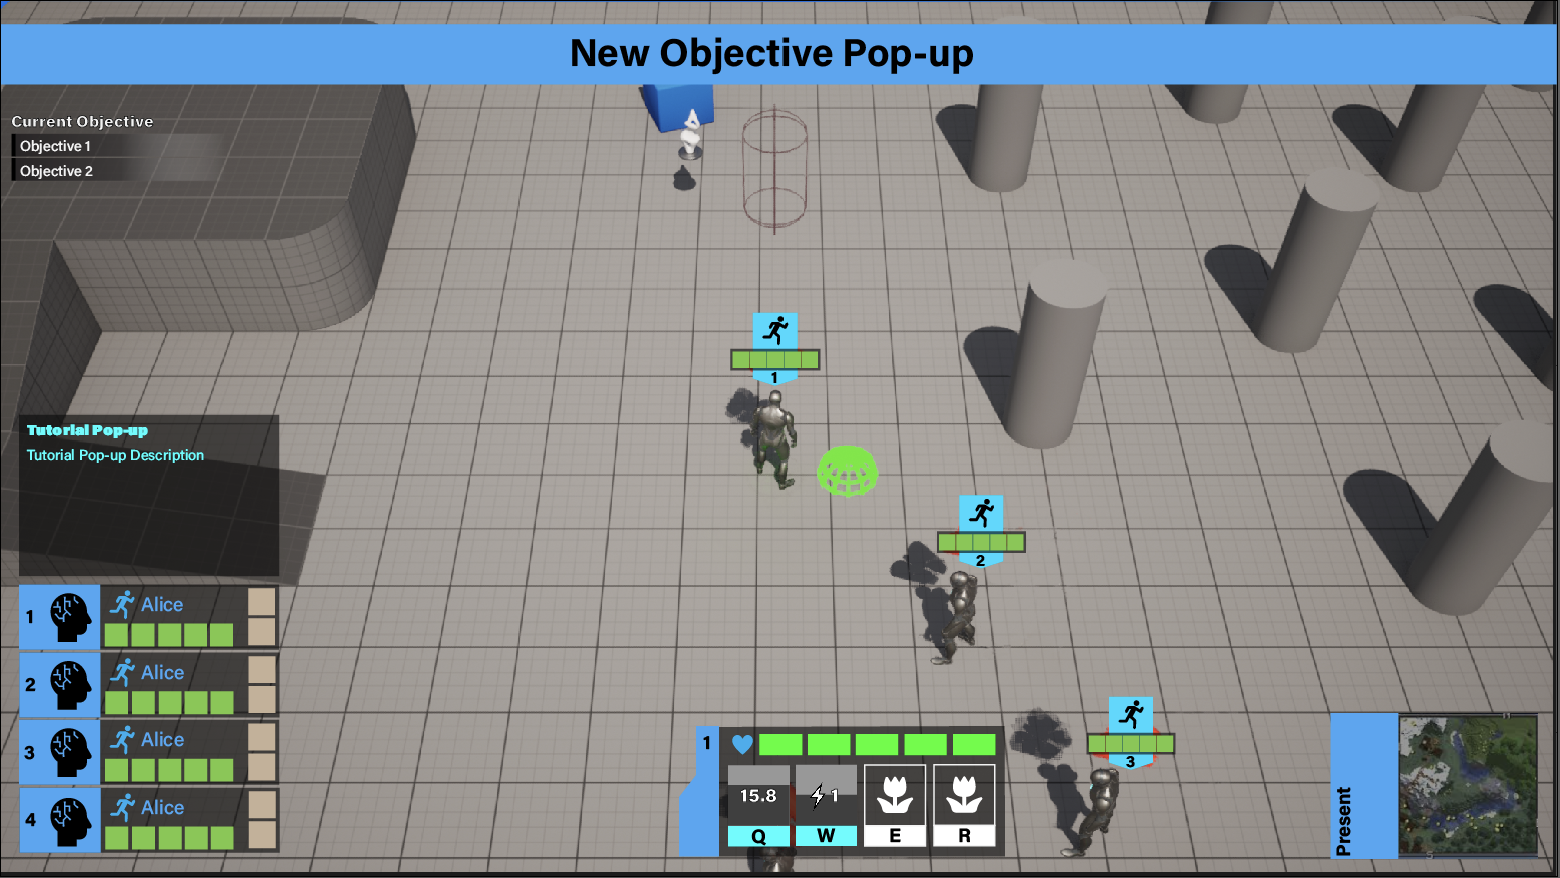 New Objective Pop-up
Current Objective
Objective 1
Objective 2
1
2
3
Tutorial Pop-up
Tutorial Pop-up Description
1 Alice
2 Alice
3 Alice
4 Alice
1
15.8
1
Q W E R
Present